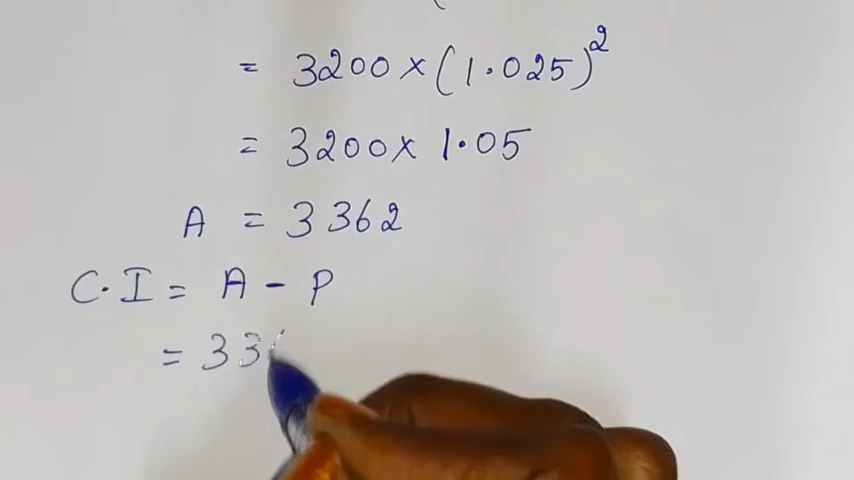 = 3200 × (1.025)²
= 3200 × 1.05
A = 3362
C.I = A - P
= 33